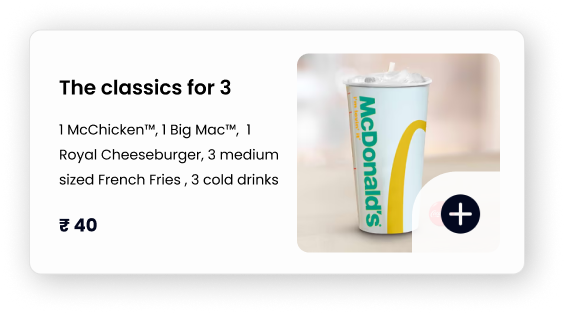 The classics for 3
1 McChicken™, 1 Big Mac™, 1
Royal Cheeseburger, 3 medium
sized French Fries , 3 cold drinks
₹ 40
McDonald's